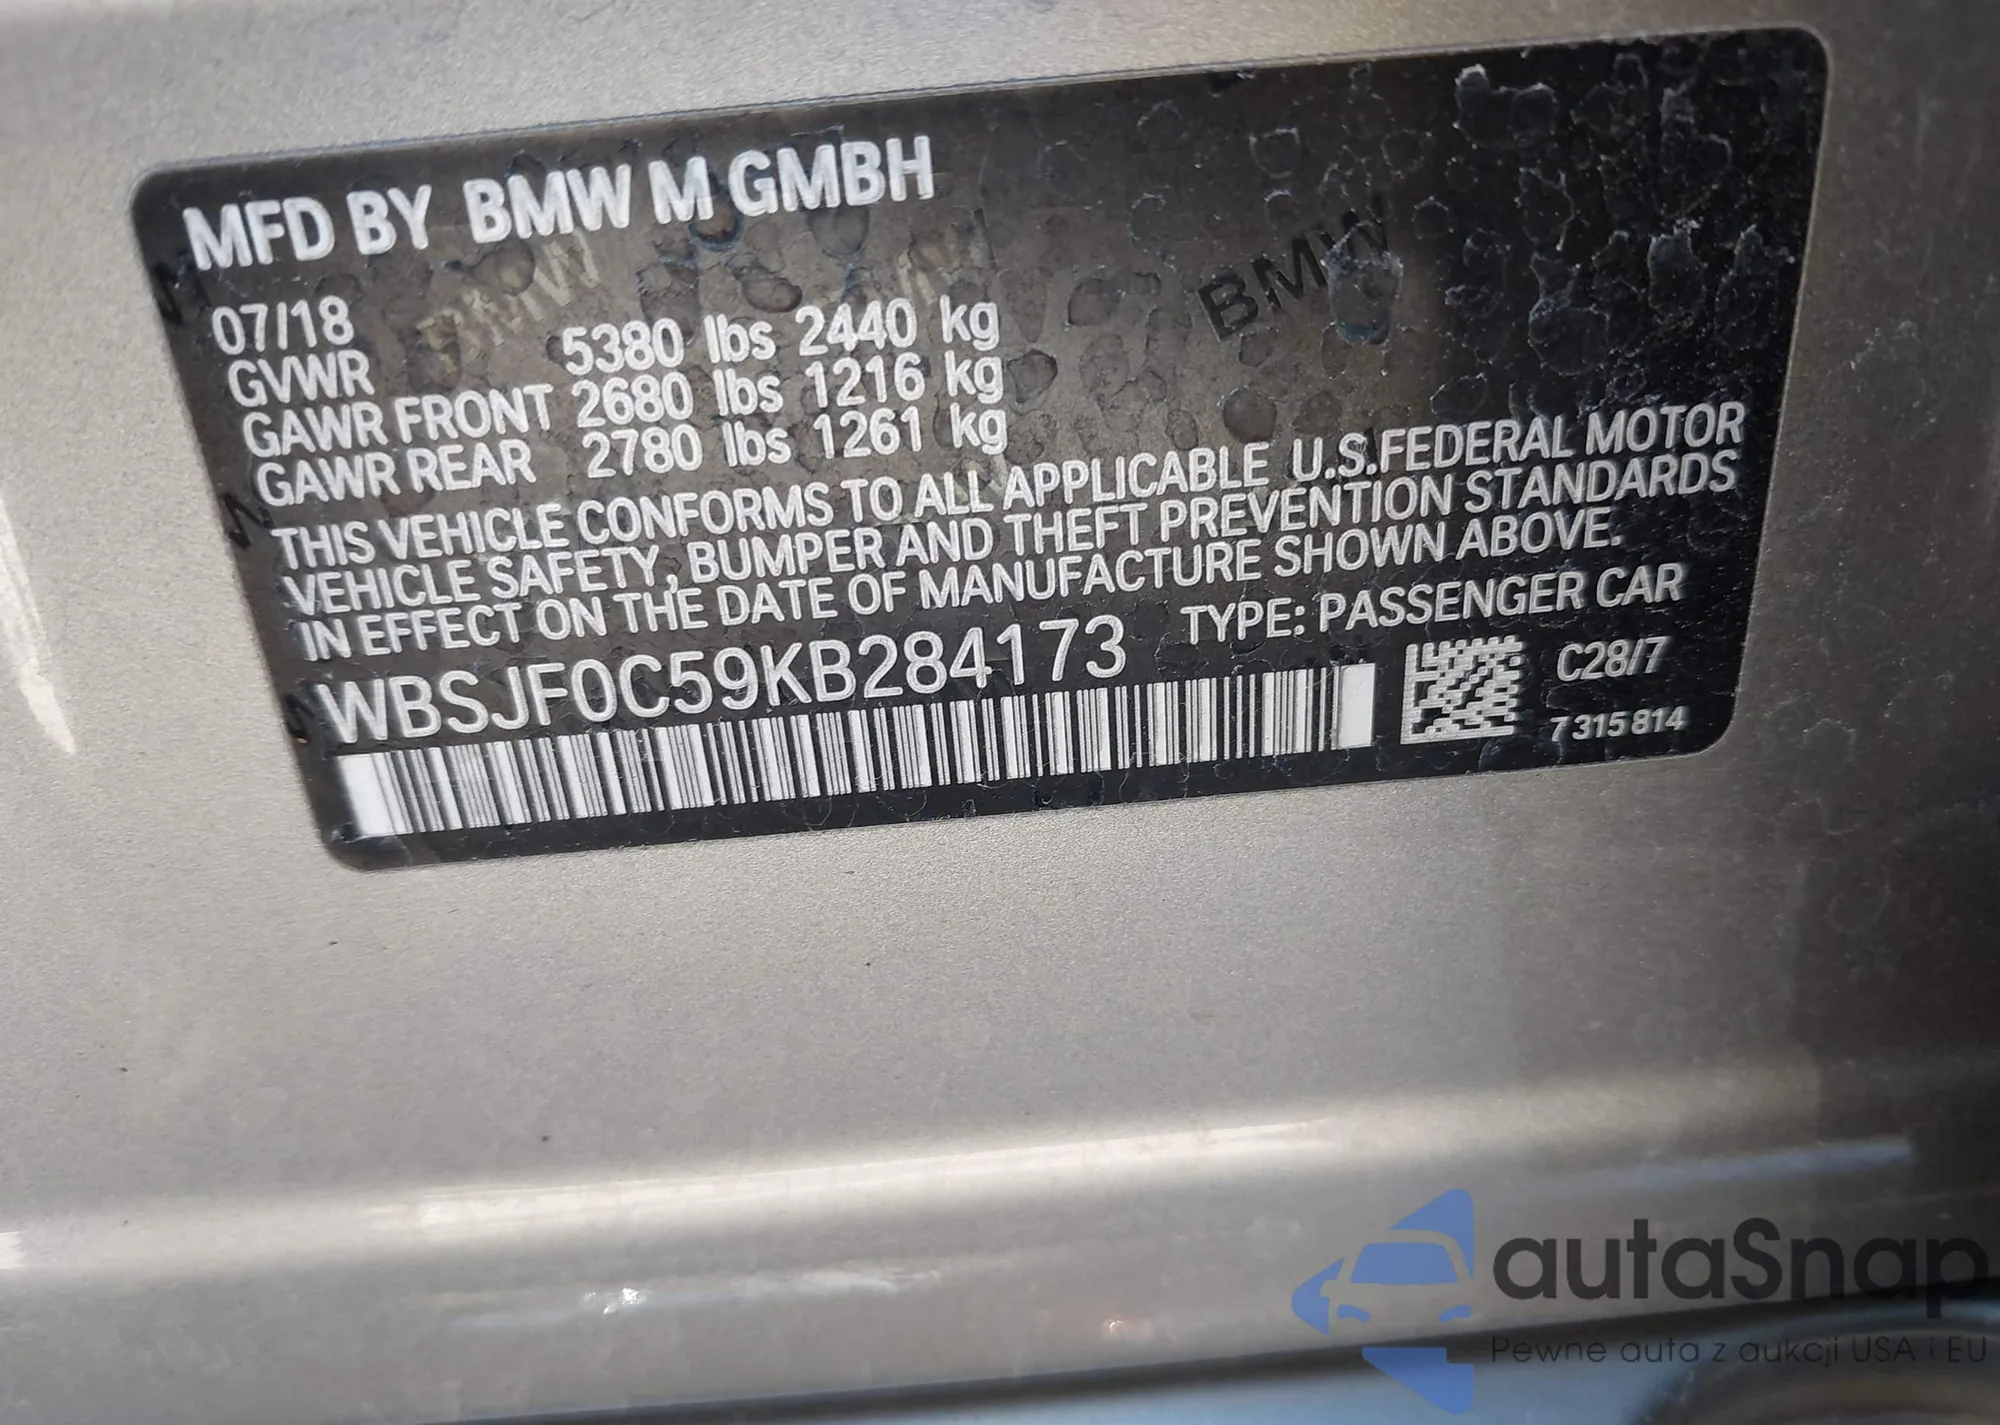 MFD BY BMW M GMBH
07/18
GVWR 5380 lbs 2440 kg
GAWR FRONT 2680 lbs 1216 kg
GAWR REAR 2780 lbs 1261 kg
THIS VEHICLE CONFORMS TO ALL APPLICABLE U.S.FEDERAL MOTOR
VEHICLE SAFETY, BUMPER AND THEFT PREVENTION STANDARDS
IN EFFECT ON THE DATE OF MANUFACTURE SHOWN ABOVE.
WBSJF0C59KB284173 TYPE: PASSENGER CAR
C28/7
7 315 814
BMW
BMW
BMW
autaSnap
Pewne auta z aukcji USA i EU